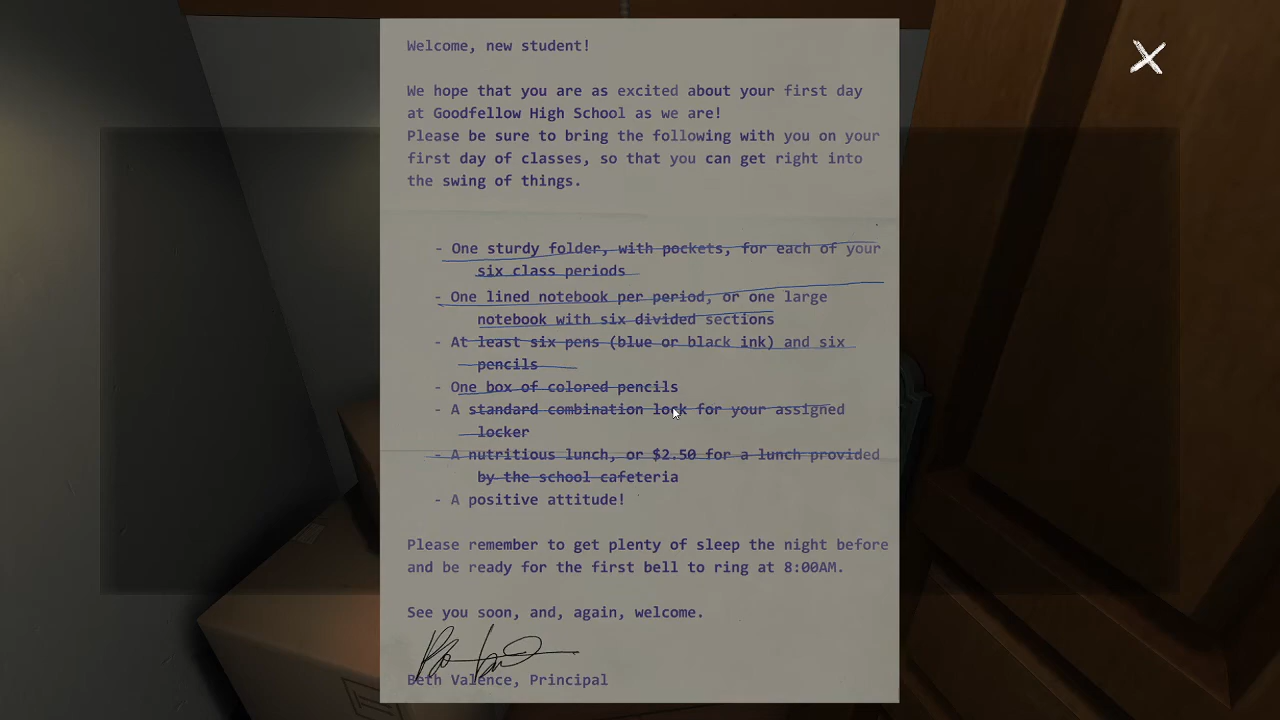 Welcome, new student!
We hope that you are as excited about your first day
at Goodfellow High School as we are!
Please be sure to bring the following with you on your
first day of classes, so that you can get right into
the swing of things.
- One sturdy folder, with pockets, for each of your
six class periods
- One lined notebook per period, or one large
notebook with six divided sections
- At least six pens (blue or black ink) and six
pencils
- One box of colored pencils
- A standard combination lock for your assigned
locker
- A nutritious lunch, or $2.50 for a lunch provided
by the school cafeteria
- A positive attitude!
Please remember to get plenty of sleep the night before
and be ready for the first bell to ring at 8:00AM.
See you soon, and, again, welcome.
Beth Valence, Principal